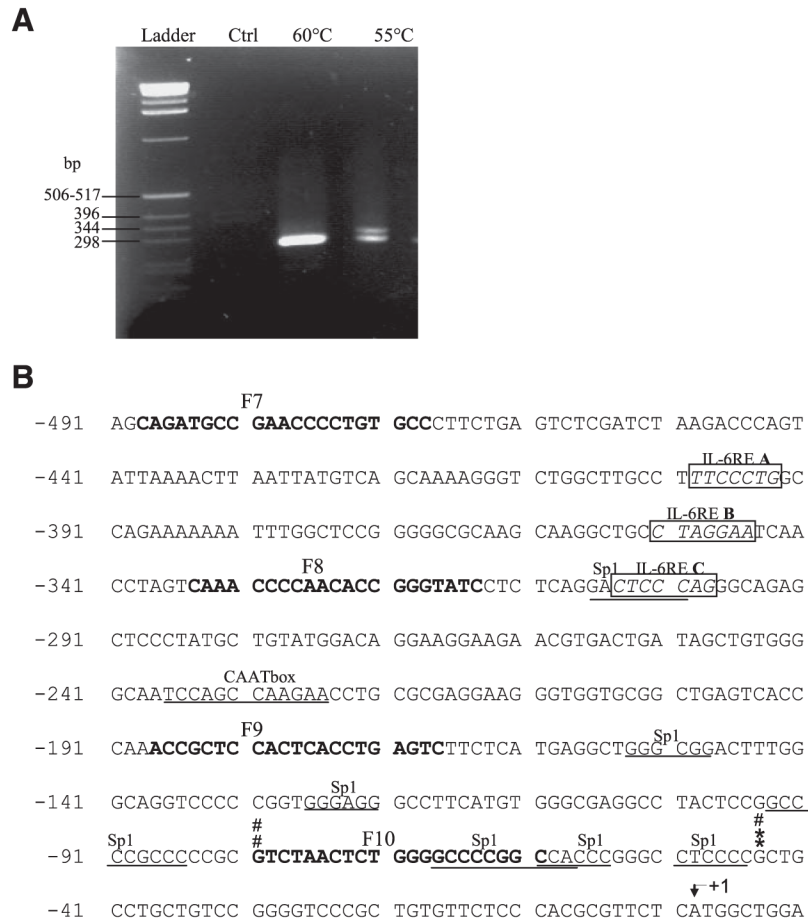 A
Ladder Ctrl 60°C 55°C
bp
506-517
396
344
298
B
F7
-491 AGCAGATGCC GAACCCCTGT GCCCTTCTGA GTCTCGATCT AAGACCCAGT
IL-6RE A
-441 ATTAAAACTT AATTATGTCA GCAAAAGGGT CTGGCTTGCC TTTCCCTGGC
IL-6RE B
-391 CAGAAAAAAA TTTGGCTCCG GGGGCGCAAG CAAGGCTGCC TAGGAATCAA
F8 Sp1 IL-6RE C
-341 CCTAGTCAAA CCCCAACACC GGGTATCCTC TCAGGACTCC CAGGGCAGAG
-291 CTCCCTATGC TGTATGGACA GGAAGGAAGA ACGTGACTGA TAGCTGTGGG
CAATbox
-241 GCAATCCAGC CAAGAACCTG CGCGAGGAAG GGTGGTGCGG CTGAGTCACC
F9 Sp1
-191 CAAACCGCTC CACTCACCTG AGTCTTCTCA TGAGGCTGGG CGGACTTTGG
Sp1
-141 GCAGGTCCCC CGGTGGGAGG GCCTTCATGT GGGCGAGGCC TACTCCGGCC
# #
Sp1 # F10 Sp1 Sp1 Sp1 **
-91 CCGCCCCCGC GTCTAACTCT GGGGCCCCGG CCCACCCGGGC CTCCCCGCTG
+1
-41 CCTGCTGTCC GGGGTCCCGC TGTGTTCTCC CACGCGTTCT CATGGCTGGA